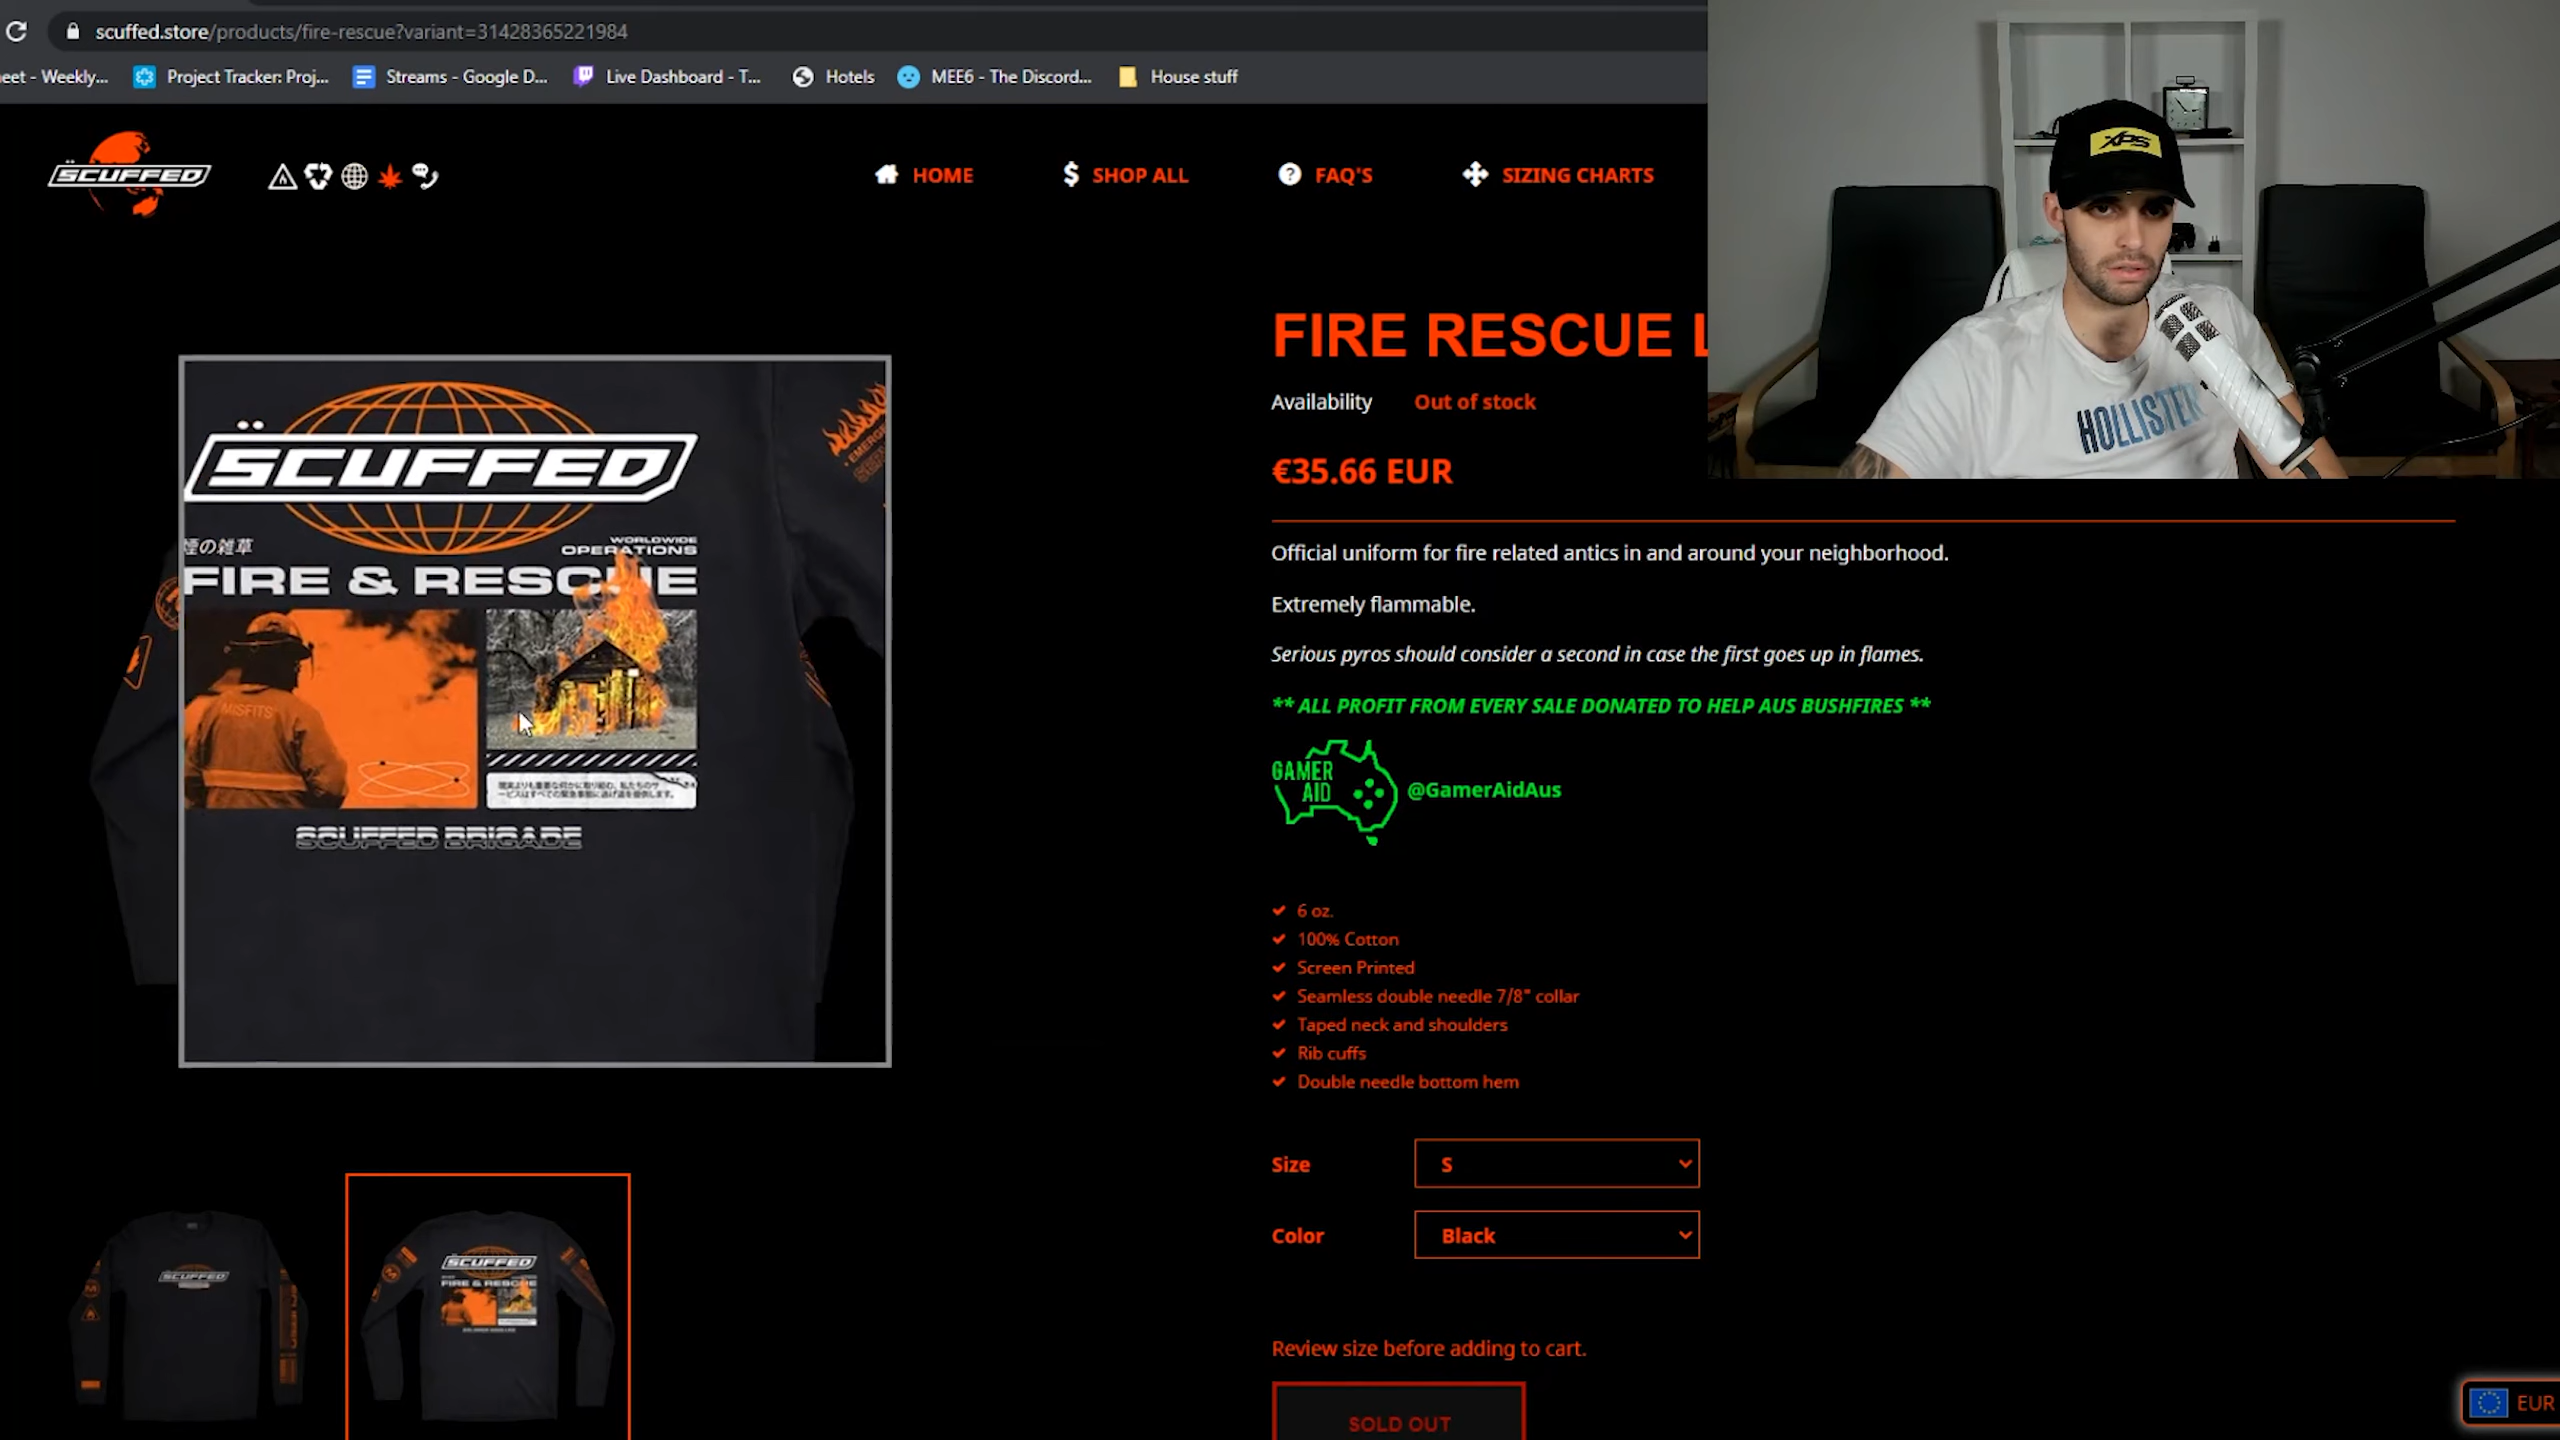 scuffed.store/products/fire-rescue?variant=31428365221984
eet - Weekly...
Project Tracker: Proj...
Streams - Google D...
Live Dashboard - T...
Hotels
MEE6 - The Discord...
House stuff
SCUFFED
HOME
SHOP ALL
FAQ'S
SIZING CHARTS
XPS
HOLLISTER
FIRE RESCUE L
Availability
Out of stock
€35.66 EUR
Official uniform for fire related antics in and around your neighborhood.
Extremely flammable.
Serious pyros should consider a second in case the first goes up in flames.
** ALL PROFIT FROM EVERY SALE DONATED TO HELP AUS BUSHFIRES **
GAMER
AID
@GamerAidAus
6 oz.
100% Cotton
Screen Printed
Seamless double needle 7/8" collar
Taped neck and shoulders
Rib cuffs
Double needle bottom hem
Size
S
Color
Black
Review size before adding to cart.
SOLD OUT
EUR
SCUFFED
煙の雑草
WORLDWIDE
OPERATIONS
FIRE & RESCUE
MISFITS
SCUFFED BRIGADE
SCUFFED
SCUFFED
FIRE & RESCUE